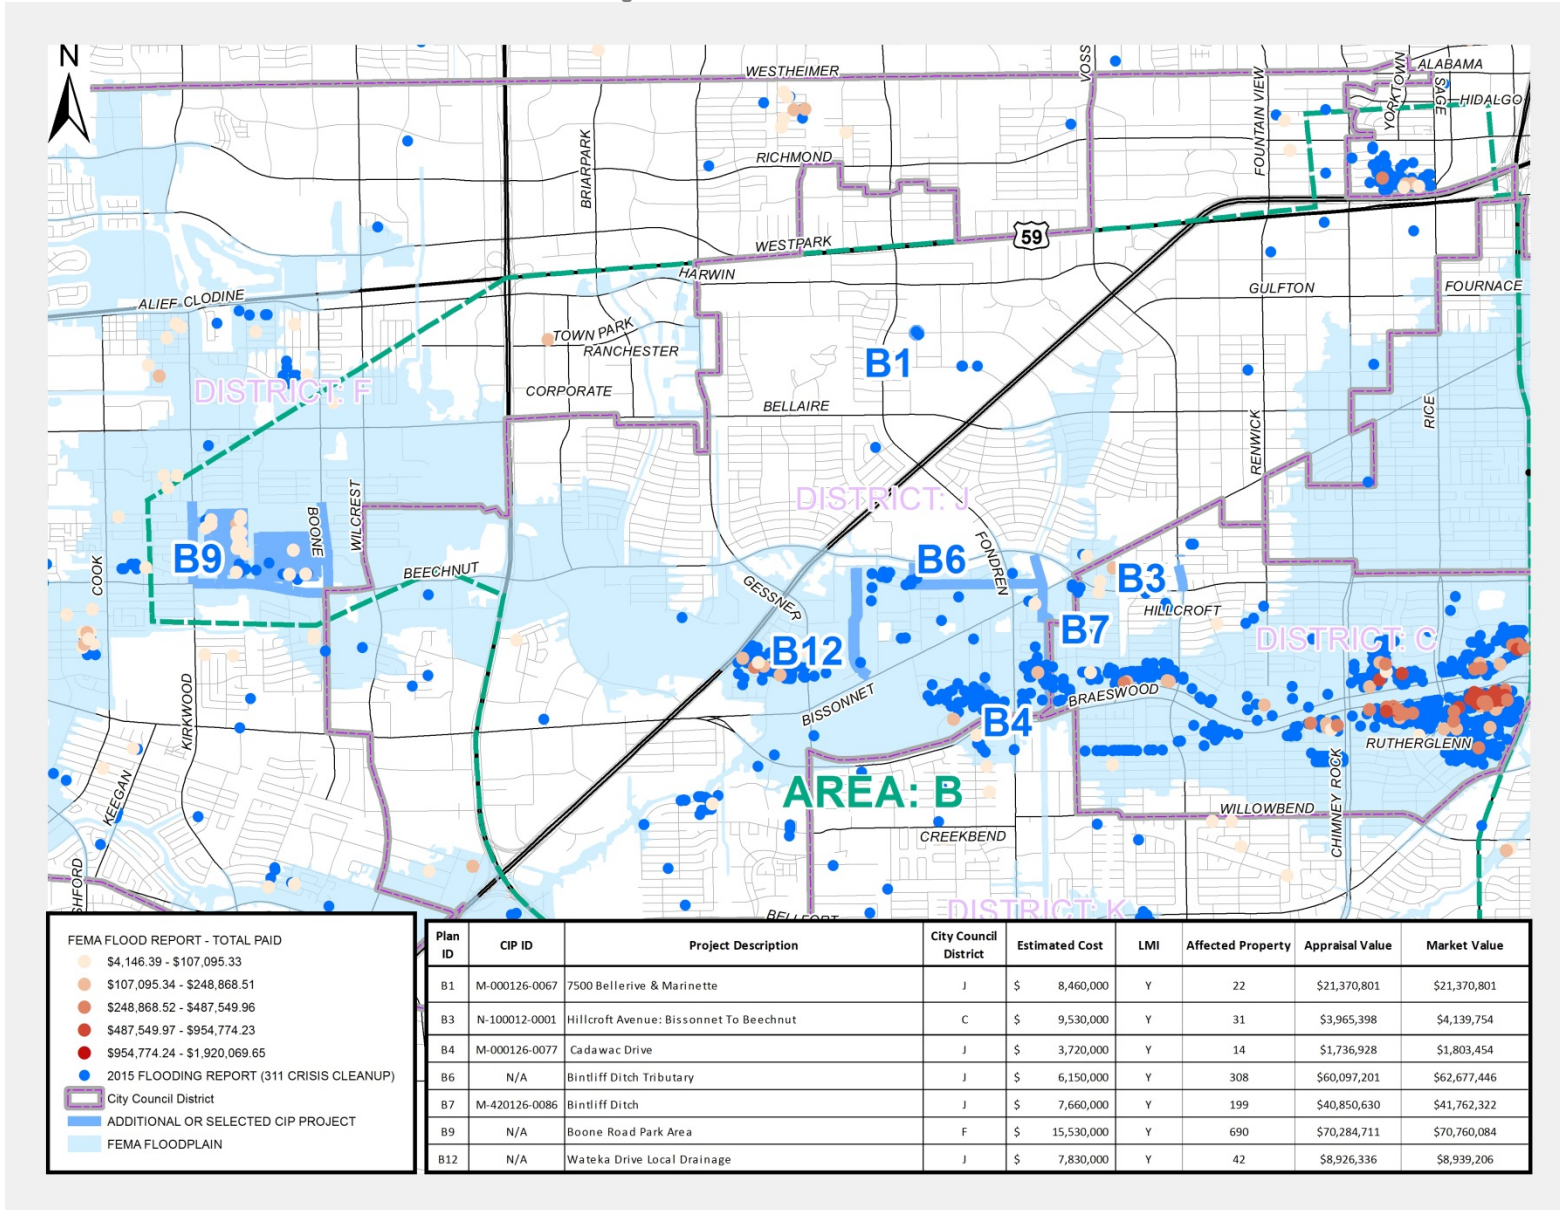 N
WESTHEIMER
VOSS
ALABAMA
YORKTOWN
SAGE
HIDALGO
FOUNTAIN VIEW
BRIARPARK
RICHMOND
WESTPARK
59
HARWIN
ALIEF CLODINE
GULFTON
FOURNACE
TOWN PARK
RANCHESTER
B1
DISTRICT: F
CORPORATE
BELLAIRE
RICE
RENWICK
DISTRICT: J
WILCREST
BOONE
COOK
B9
BEECHNUT
GESSNER
B6
FONDREN
B3
HILLCROFT
B7
DISTRICT: C
B12
BISSONNET
BRAESWOOD
B4
KIRKWOOD
RUTHERGLENN
KEEGAN
AREA: B
CHIMNEY ROCK
WILLOWBEND
CREEKBEND
SHFORD
DISTRICT: K
BELLFORT
FEMA FLOOD REPORT - TOTAL PAID
$4,146.39 - $107,095.33
$107,095.34 - $248,868.51
$248,868.52 - $487,549.96
$487,549.97 - $954,774.23
$954,774.24 - $1,920,069.65
2015 FLOODING REPORT (311 CRISIS CLEANUP)
City Council District
ADDITIONAL OR SELECTED CIP PROJECT
FEMA FLOODPLAIN
Plan ID CIP ID Project Description City Council District Estimated Cost LMI Affected Property Appraisal Value Market Value
B1 M-000126-0067 7500 Bellerive & Marinette J $ 8,460,000 Y 22 $21,370,801 $21,370,801
B3 N-100012-0001 Hillcroft Avenue: Bissonnet To Beechnut C $ 9,530,000 Y 31 $3,965,398 $4,139,754
B4 M-000126-0077 Cadawac Drive J $ 3,720,000 Y 14 $1,736,928 $1,803,454
B6 N/A Bintliff Ditch Tributary J $ 6,150,000 Y 308 $60,097,201 $62,677,446
B7 M-420126-0086 Bintliff Ditch J $ 7,660,000 Y 199 $40,850,630 $41,762,322
B9 N/A Boone Road Park Area F $ 15,530,000 Y 690 $70,284,711 $70,760,084
B12 N/A Wateka Drive Local Drainage J $ 7,830,000 Y 42 $8,926,336 $8,939,206